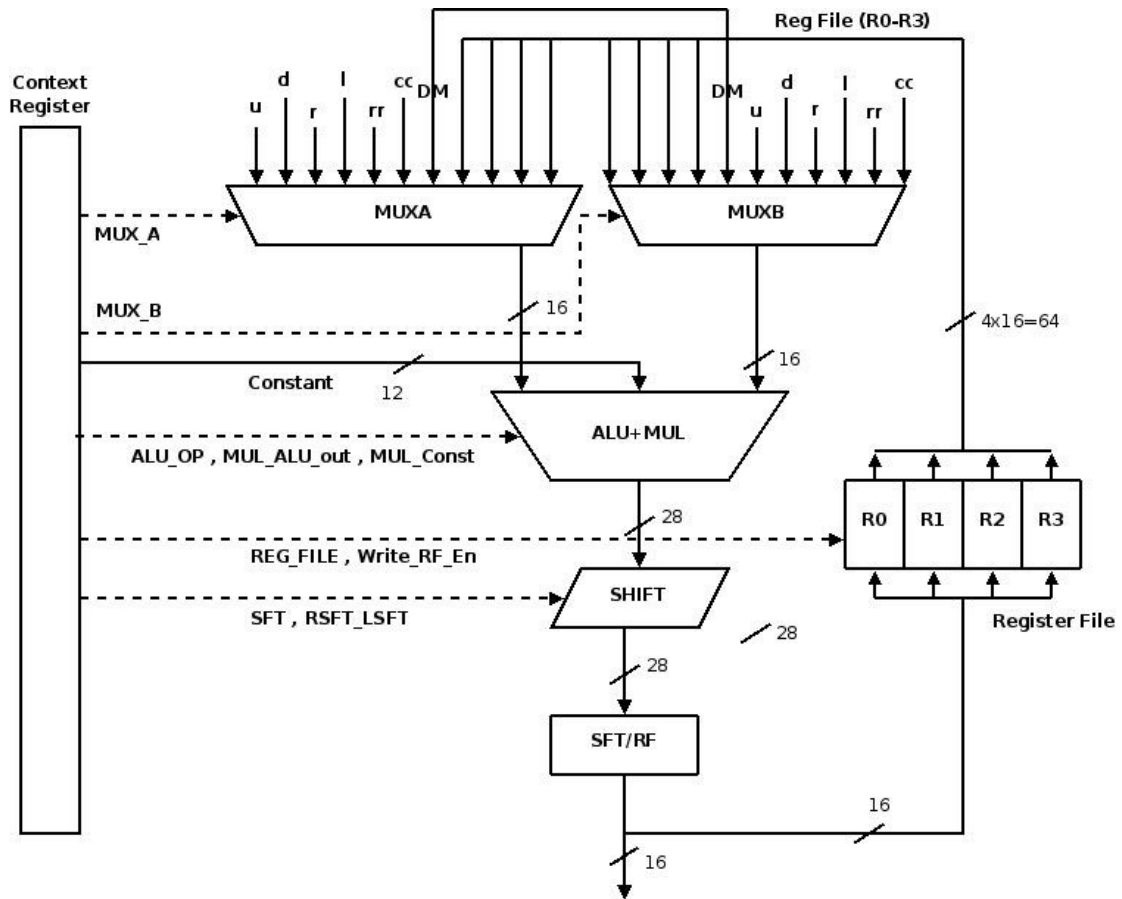 Reg File (R0-R3)
Context
Register
d
l
cc
DM
u
r
rr
DM
d
l
cc
u
r
rr
MUXA
MUXB
MUX_A
MUX_B
16
4x16=64
16
Constant
12
ALU+MUL
ALU_OP , MUL_ALU_out , MUL_Const
R0
R1
R2
R3
28
REG_FILE , Write_RF_En
SHIFT
SFT , RSFT_LSFT
28
Register File
28
SFT/RF
16
16